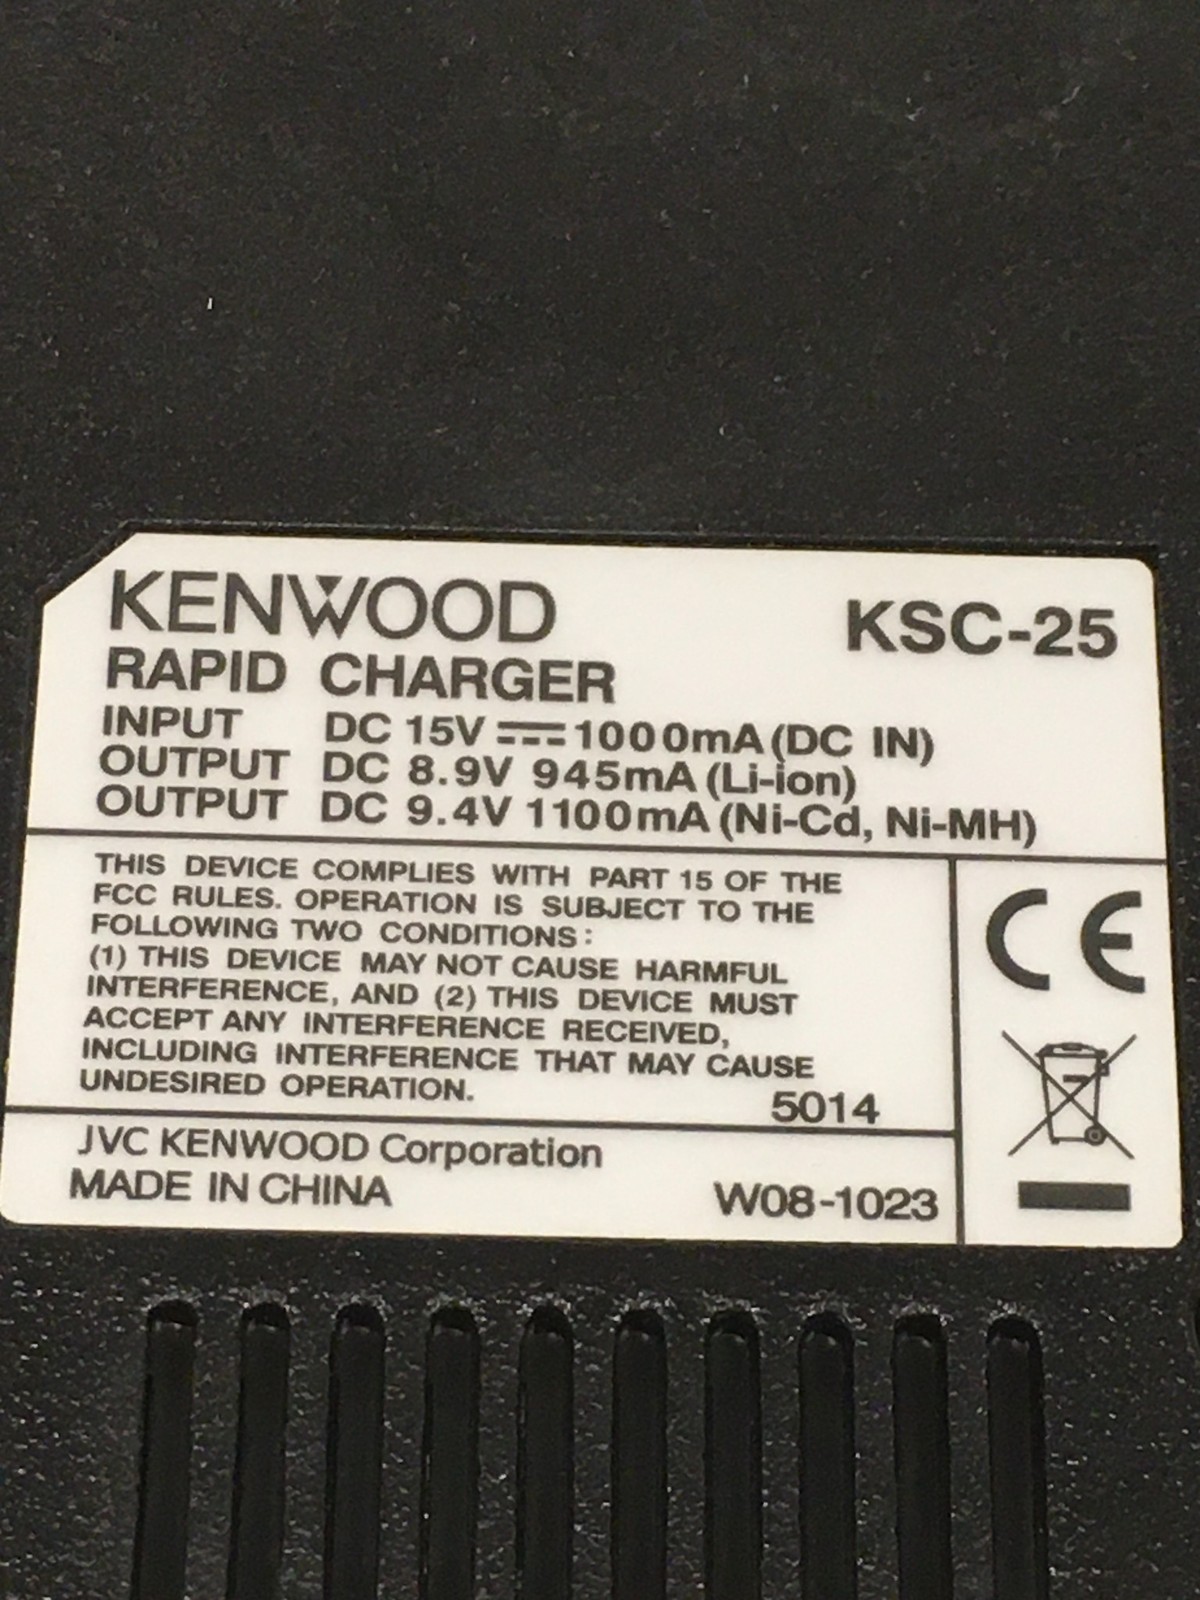 KENWOOD KSC-25
RAPID CHARGER
INPUT DC 15V ⎓ 1000mA (DC IN)
OUTPUT DC 8.9V 945mA (Li-ion)
OUTPUT DC 9.4V 1100mA (Ni-Cd, Ni-MH)
THIS DEVICE COMPLIES WITH PART 15 OF THE
FCC RULES. OPERATION IS SUBJECT TO THE
FOLLOWING TWO CONDITIONS:
(1) THIS DEVICE MAY NOT CAUSE HARMFUL
INTERFERENCE, AND (2) THIS DEVICE MUST
ACCEPT ANY INTERFERENCE RECEIVED,
INCLUDING INTERFERENCE THAT MAY CAUSE
UNDESIRED OPERATION.
5014
CE
JVC KENWOOD Corporation
MADE IN CHINA W08-1023